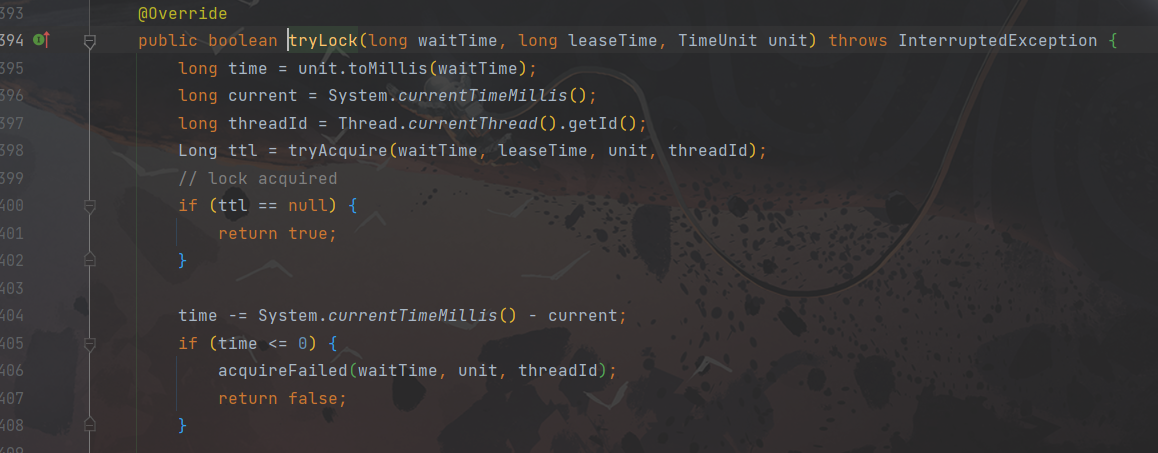 393 @Override
394 public boolean tryLock(long waitTime, long leaseTime, TimeUnit unit) throws InterruptedException {
395 long time = unit.toMillis(waitTime);
396 long current = System.currentTimeMillis();
397 long threadId = Thread.currentThread().getId();
398 Long ttl = tryAcquire(waitTime, leaseTime, unit, threadId);
399 // lock acquired
400 if (ttl == null) {
401 return true;
402 }
403
404 time -= System.currentTimeMillis() - current;
405 if (time <= 0) {
406 acquireFailed(waitTime, unit, threadId);
407 return false;
408 }